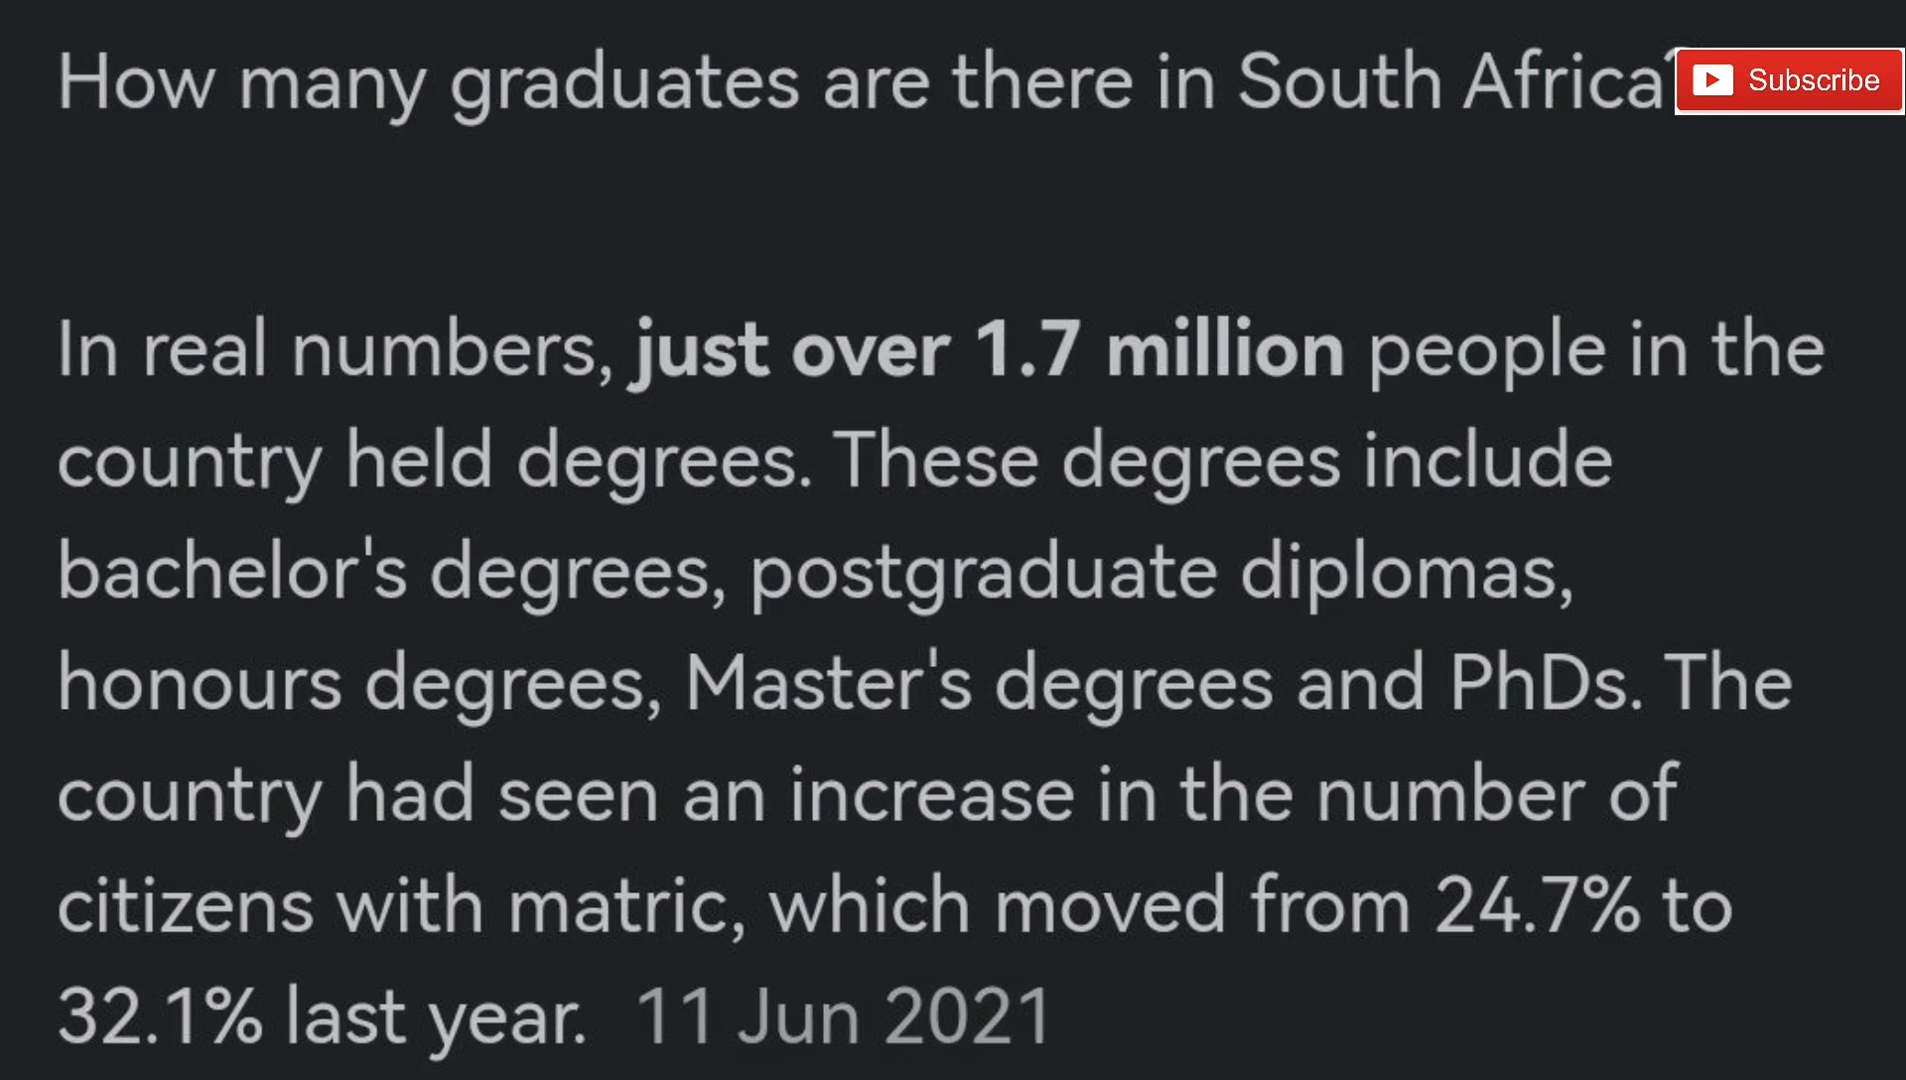 How many graduates are there in South Africa?
Subscribe
In real numbers, just over 1.7 million people in the
country held degrees. These degrees include
bachelor's degrees, postgraduate diplomas,
honours degrees, Master's degrees and PhDs. The
country had seen an increase in the number of
citizens with matric, which moved from 24.7% to
32.1% last year. 11 Jun 2021